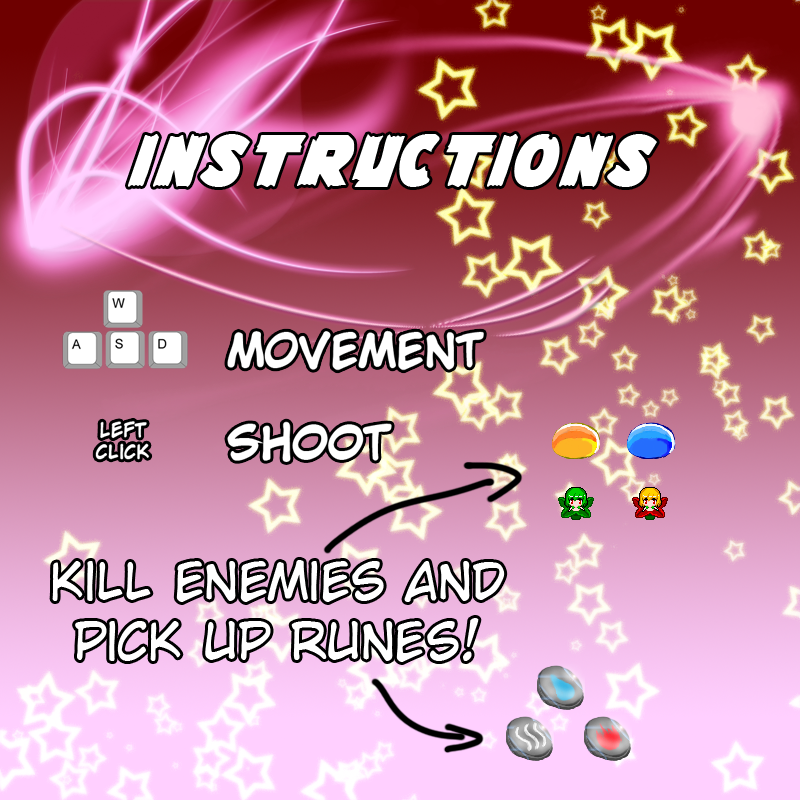 INSTRUCTIONS
W
A S D
MOVEMENT
LEFT
CLICK
SHOOT
KILL ENEMIES AND
PICK UP RUNES!